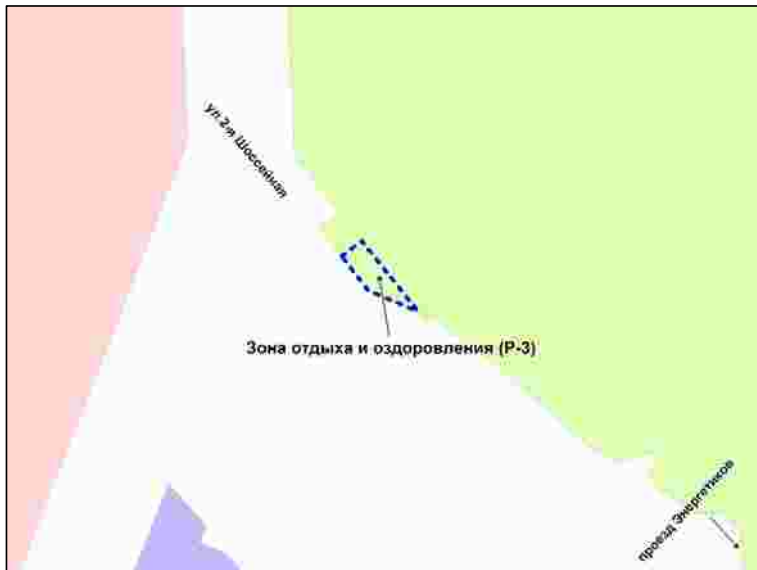 ул.2-я Шоссейная
Зона отдыха и оздоровления (Р-3)
проезд Энергетиков